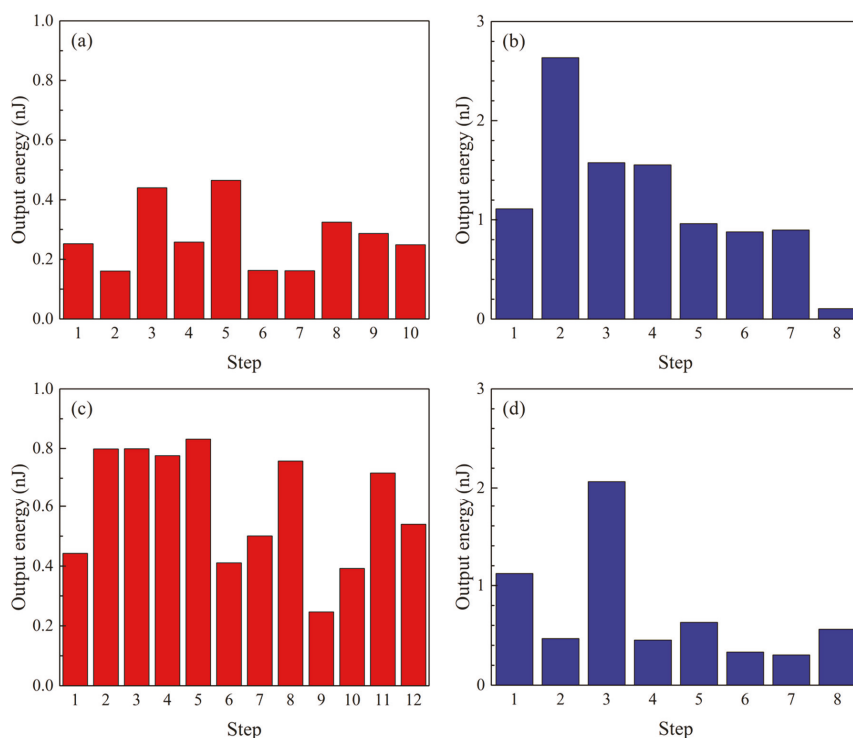 (a)
Output energy (nJ)
1.0
0.8
0.6
0.4
0.2
0.0
1 2 3 4 5 6 7 8 9 10
Step
(b)
Output energy (nJ)
3
2
1
0
1 2 3 4 5 6 7 8
Step
(c)
Output energy (nJ)
1.0
0.8
0.6
0.4
0.2
0.0
1 2 3 4 5 6 7 8 9 10 11 12
Step
(d)
Output energy (nJ)
3
2
1
0
1 2 3 4 5 6 7 8
Step